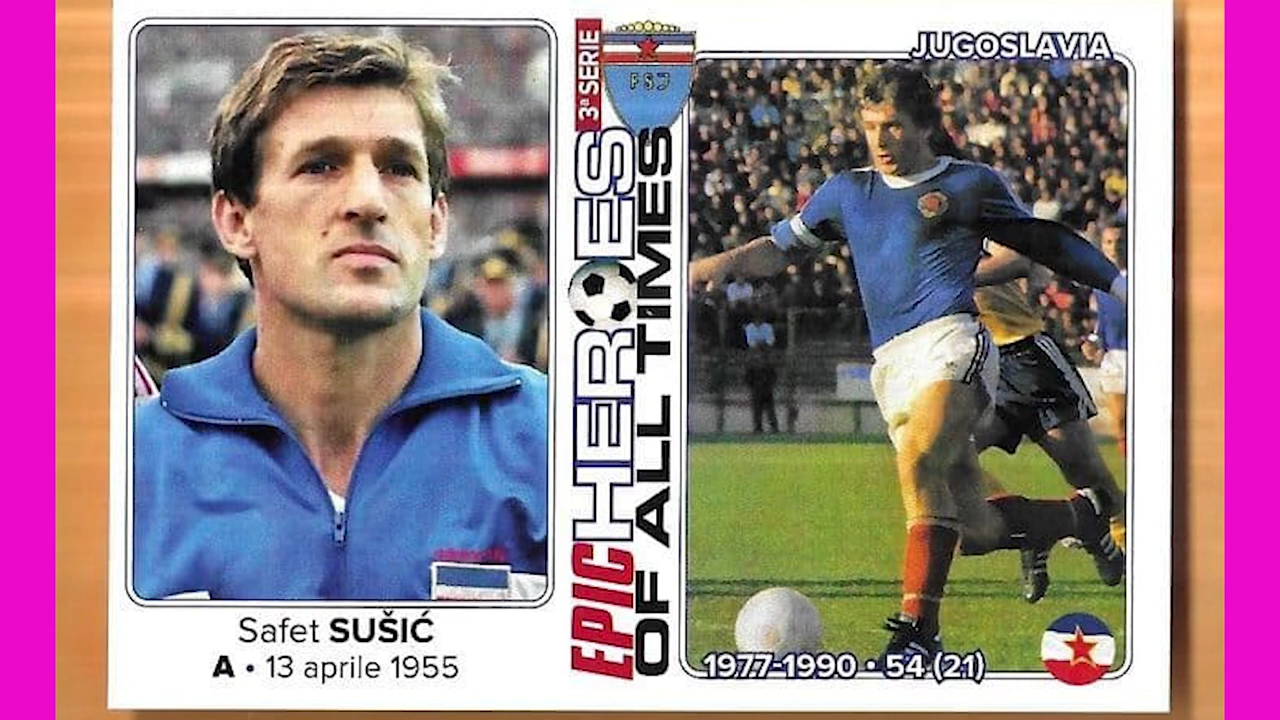 Safet SUŠIĆ
A • 13 aprile 1955
3ª SERIE
EPIC HEROES
OF ALL TIMES
FSJ
JUGOSLAVIA
1977-1990 • 54 (21)